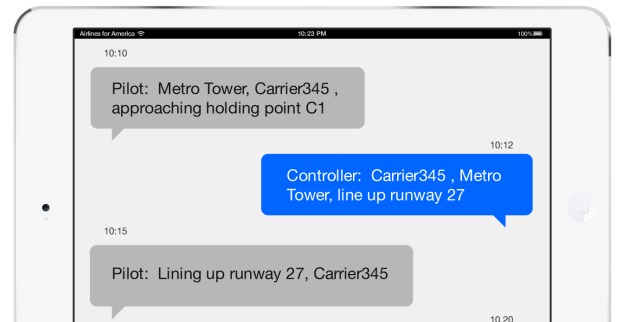 Airlines for America 10:23 PM 100%
10:10
Pilot:  Metro Tower, Carrier345 ,
approaching holding point C1
10:12
Controller:  Carrier345 , Metro
Tower, line up runway 27
10:15
Pilot:  Lining up runway 27, Carrier345
10.20